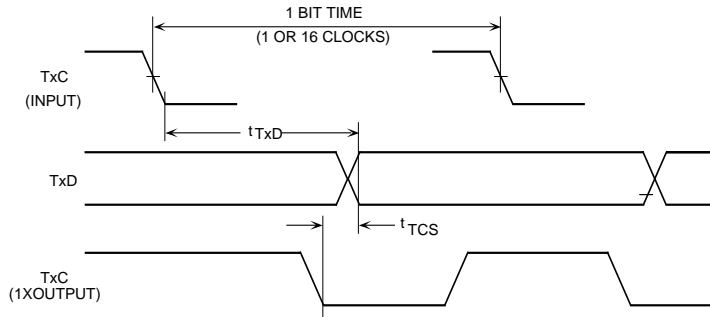 1 BIT TIME
(1 OR 16 CLOCKS)
TxC
(INPUT)
tTxD
TxD
tTCS
TxC
(1XOUTPUT)